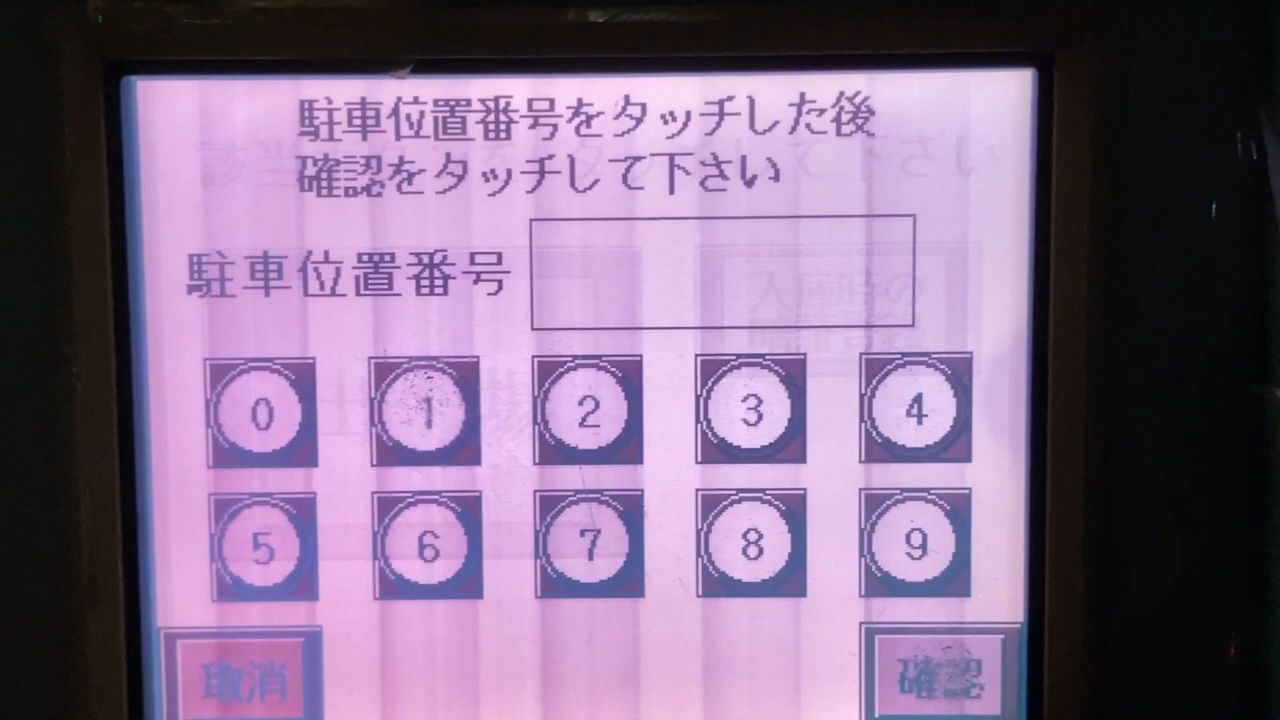 駐車位置番号をタッチした後
確認をタッチして下さい
駐車位置番号
0 1 2 3 4
5 6 7 8 9
取消 確認